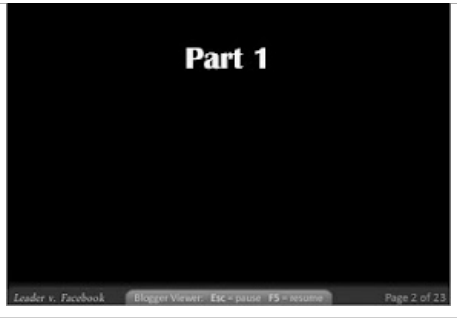 Part 1
Leader v. Facebook Blogger Viewer: Esc = pause F5 = resume Page 2 of 23